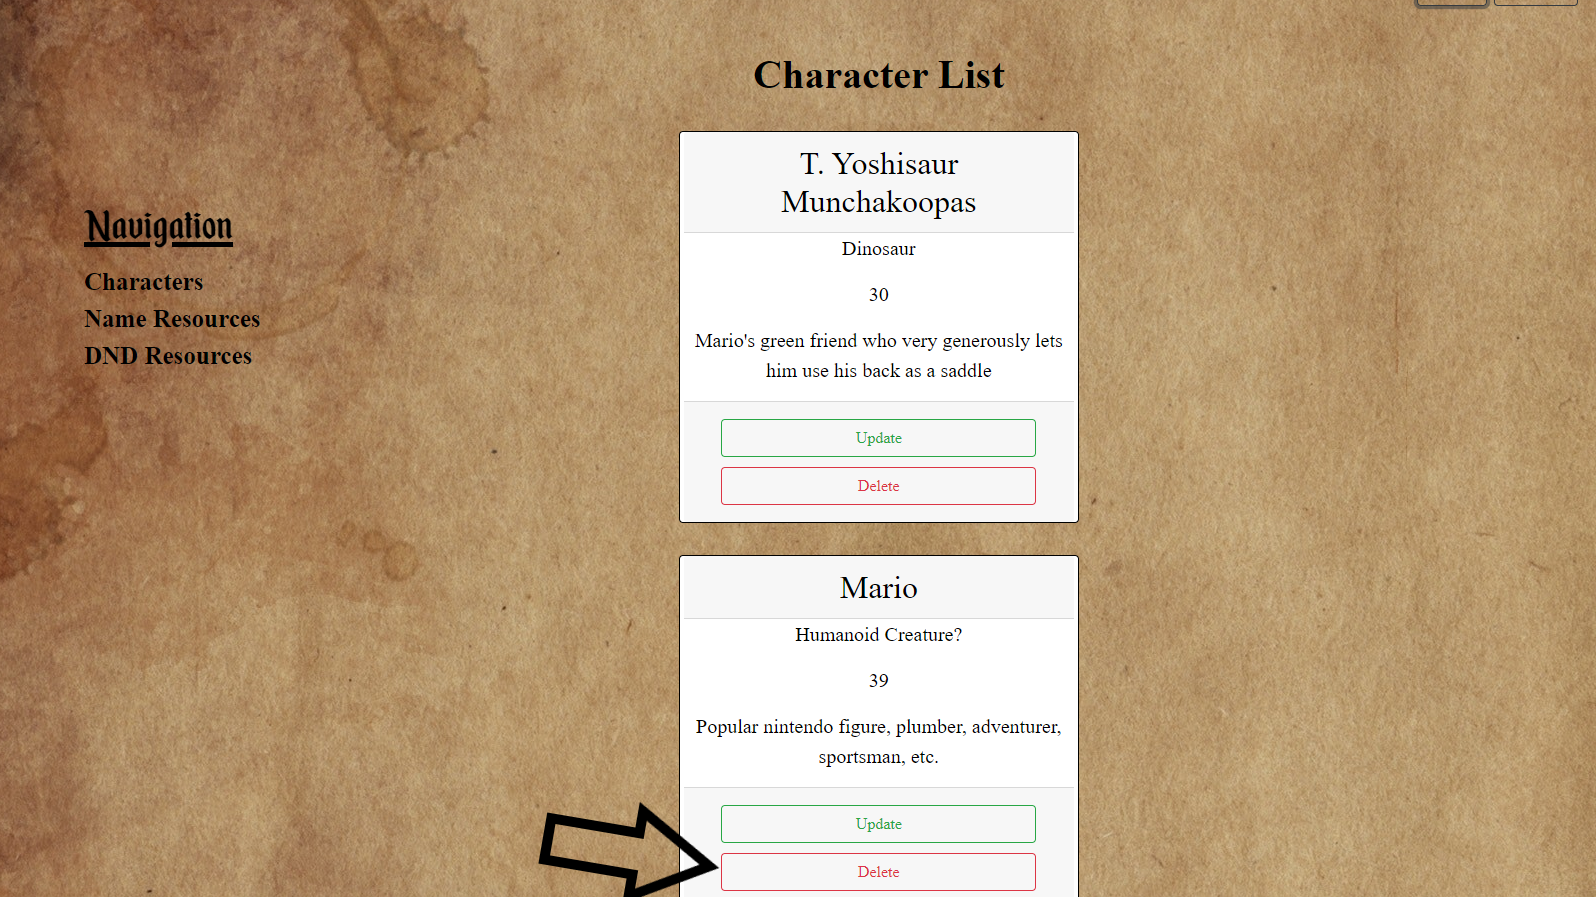 Character List
Navigation
Characters
Name Resources
DND Resources
T. Yoshisaur
Munchakoopas
Dinosaur
30
Mario's green friend who very generously lets
him use his back as a saddle
Update
Delete
Mario
Humanoid Creature?
39
Popular nintendo figure, plumber, adventurer,
sportsman, etc.
Update
Delete